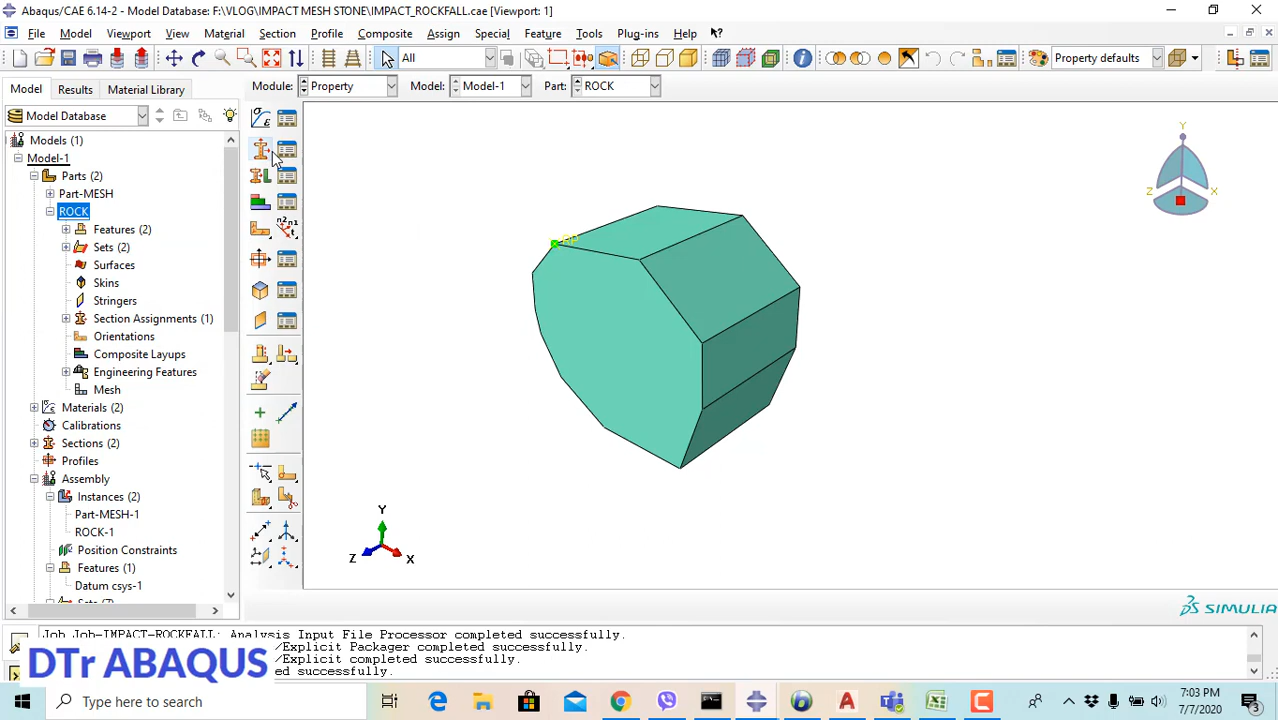 Abaqus/CAE 6.14-2 - Model Database: F:\VLOG\IMPACT MESH STONE\IMPACT_ROCKFALL.cae [Viewport: 1]
File Model Viewport View Material Section Profile Composite Assign Special Feature Tools Plug-ins Help
All Property defaults
Model Results Material Library Module: Property Model: Model-1 Part: ROCK
Model Database
Models (1)
Model-1
Parts (2)
Part-MESH
ROCK
Features (2)
Sets (2)
Surfaces
Skins
Stringers
Section Assignments (1)
Orientations
Composite Layups
Engineering Features
Mesh
Materials (2)
Calibrations
Sections (2)
Profiles
Assembly
Instances (2)
Part-MESH-1
ROCK-1
Position Constraints
Features (1)
Datum csys-1
Sets (7)
RP
Y
Z X
Y
Z X
SIMULIA
Job Job-IMPACT-ROCKFALL: Analysis Input File Processor completed successfully.
/Explicit Packager completed successfully.
/Explicit completed successfully.
ed successfully.
DTr ABAQUS
Type here to search
7:03 PM
7/7/2020
3